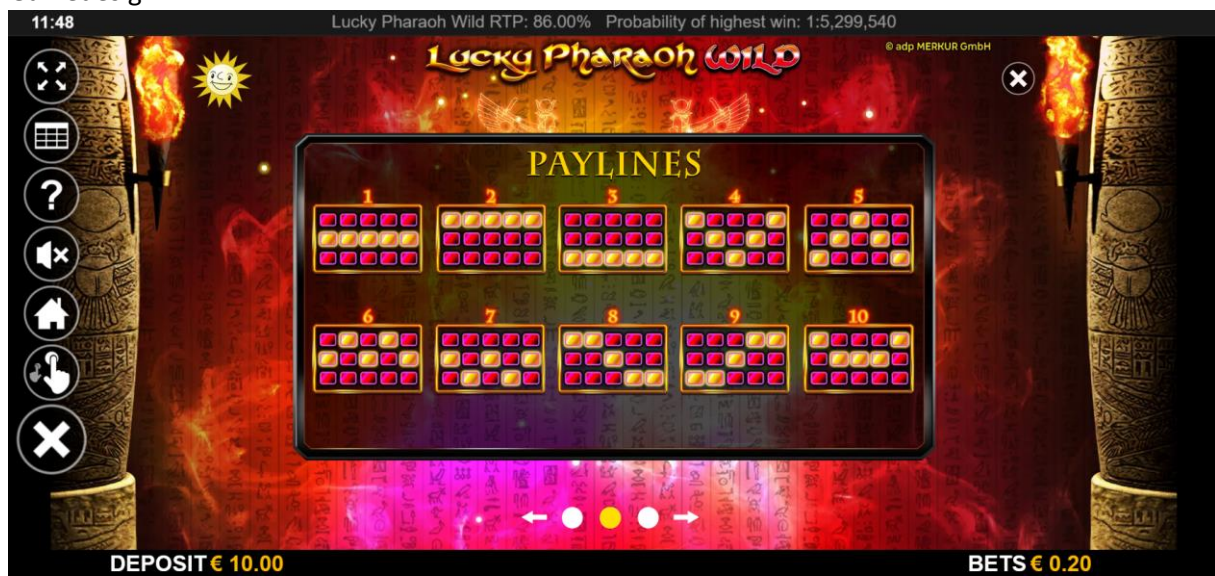 11:48
Lucky Pharaoh Wild RTP: 86.00% Probability of highest win: 1:5,299,540
Lucky Pharaoh WILD
© adp MERKUR GmbH
PAYLINES
1 2 3 4 5
6 7 8 9 10
DEPOSIT € 10.00
BETS € 0.20